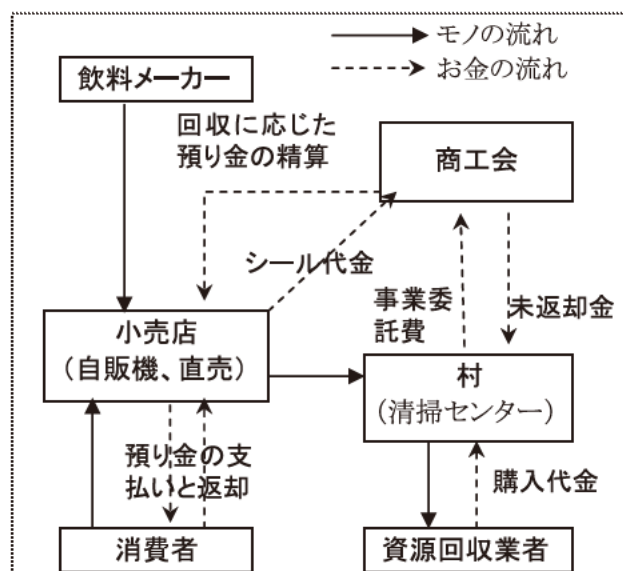 モノの流れ
お金の流れ
飲料メーカー
回収に応じた
預り金の精算
商工会
シール代金
事業委
託費
未返却金
小売店
（自販機、直売）
村
（清掃センター）
預り金の支
払いと返却
購入代金
消費者
資源回収業者